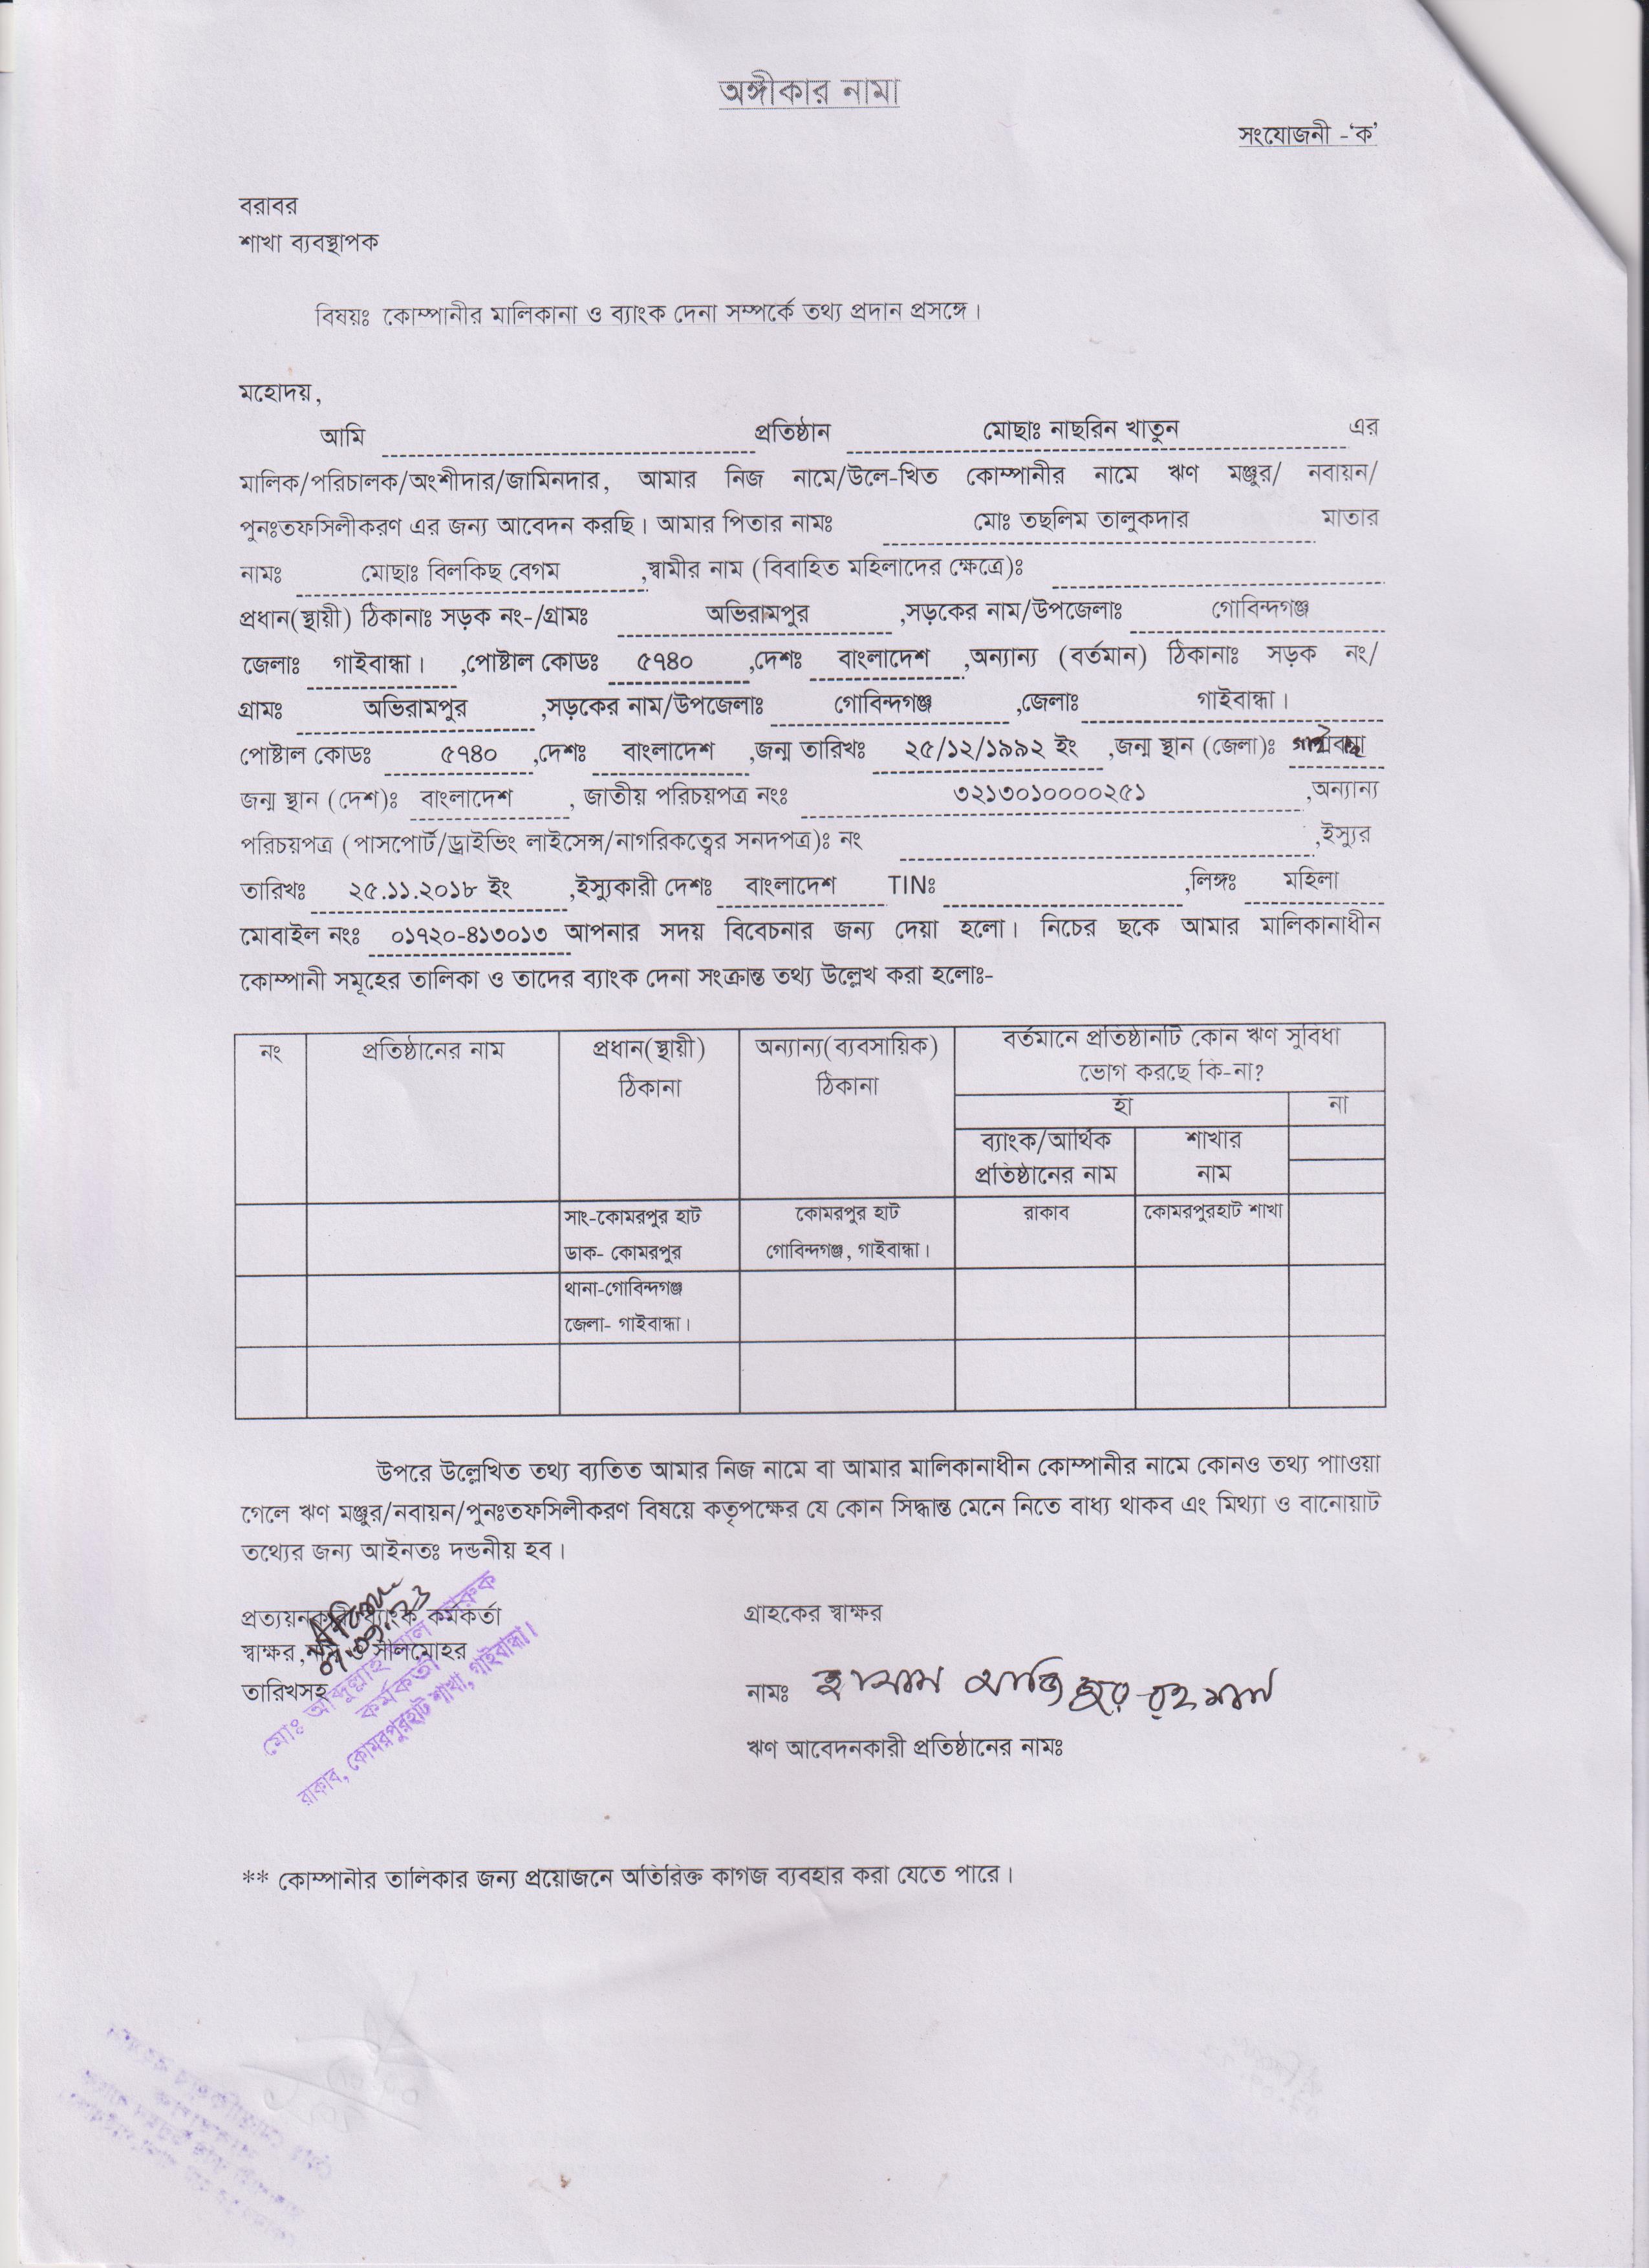 অঙ্গীকার নামা
সংযোজনী -‘ক’
বরাবর
শাখা ব্যবস্থাপক
বিষয়ঃ কোম্পানীর মালিকানা ও ব্যাংক দেনা সম্পর্কে তথ্য প্রদান প্রসঙ্গে।
মহোদয়,
আমি প্রতিষ্ঠান মোছাঃ নাছরিন খাতুন এর
মালিক/পরিচালক/অংশীদার/জামিনদার, আমার নিজ নামে/উলে-খিত কোম্পানীর নামে ঋণ মঞ্জুর/ নবায়ন/
পুনঃতফসিলীকরণ এর জন্য আবেদন করছি। আমার পিতার নামঃ মোঃ তছলিম তালুকদার মাতার
নামঃ মোছাঃ বিলকিছ বেগম ,স্বামীর নাম (বিবাহিত মহিলাদের ক্ষেত্রে)ঃ
প্রধান(স্থায়ী) ঠিকানাঃ সড়ক নং-/গ্রামঃ অভিরামপুর ,সড়কের নাম/উপজেলাঃ গোবিন্দগঞ্জ
জেলাঃ গাইবান্ধা। ,পোষ্টাল কোডঃ ৫৭৪০ ,দেশঃ বাংলাদেশ ,অন্যান্য (বর্তমান) ঠিকানাঃ সড়ক নং/
গ্রামঃ অভিরামপুর ,সড়কের নাম/উপজেলাঃ গোবিন্দগঞ্জ ,জেলাঃ গাইবান্ধা।
পোষ্টাল কোডঃ ৫৭৪০ ,দেশঃ বাংলাদেশ ,জন্ম তারিখঃ ২৫/১২/১৯৯২ ইং ,জন্ম স্থান (জেলা)ঃ গাইবান্ধা
জন্ম স্থান (দেশ)ঃ বাংলাদেশ , জাতীয় পরিচয়পত্র নংঃ ৩২১৩০১০০০০২৫১ ,অন্যান্য
পরিচয়পত্র (পাসপোর্ট/ড্রাইভিং লাইসেন্স/নাগরিকত্বের সনদপত্র)ঃ নং ,ইস্যুর
তারিখঃ ২৫.১১.২০১৮ ইং ,ইস্যুকারী দেশঃ বাংলাদেশ TINঃ ,লিঙ্গঃ মহিলা
মোবাইল নংঃ ০১৭২০-৪১৩০১৩ আপনার সদয় বিবেচনার জন্য দেয়া হলো। নিচের ছকে আমার মালিকানাধীন
কোম্পানী সমূহের তালিকা ও তাদের ব্যাংক দেনা সংক্রান্ত তথ্য উল্লেখ করা হলোঃ-
নং প্রতিষ্ঠানের নাম প্রধান(স্থায়ী) অন্যান্য(ব্যবসায়িক) বর্তমানে প্রতিষ্ঠানটি কোন ঋণ সুবিধা
ঠিকানা ঠিকানা ভোগ করছে কি-না?
হাঁ না
ব্যাংক/আর্থিক শাখার
প্রতিষ্ঠানের নাম নাম
সাং-কোমরপুর হাট কোমরপুর হাট রাকাব কোমরপুরহাট শাখা
ডাক- কোমরপুর গোবিন্দগঞ্জ, গাইবান্ধা।
থানা-গোবিন্দগঞ্জ
জেলা- গাইবান্ধা।
উপরে উল্লেখিত তথ্য ব্যতিত আমার নিজ নামে বা আমার মালিকানাধীন কোম্পানীর নামে কোনও তথ্য পাাওয়া
গেলে ঋণ মঞ্জুর/নবায়ন/পুনঃতফসিলীকরণ বিষয়ে কতৃপক্ষের যে কোন সিদ্ধান্ত মেনে নিতে বাধ্য থাকব এং মিথ্যা ও বানোয়াট
তথ্যের জন্য আইনতঃ দন্ডনীয় হব।
প্রত্যয়নকারী ব্যাংক কর্মকর্তা গ্রাহকের স্বাক্ষর
স্বাক্ষর,নাম ও সীলমোহর
তারিখসহ
নামঃ
মোঃ আব্দুল্লাহ আল ফারুক
কর্মকর্তা
রাকাব, কোমরপুরহাট শাখা, গাইবান্ধা।
ঋণ আবেদনকারী প্রতিষ্ঠানের নামঃ
** কোম্পানীর তালিকার জন্য প্রয়োজনে অতিরিক্ত কাগজ ব্যবহার করা যেতে পারে।